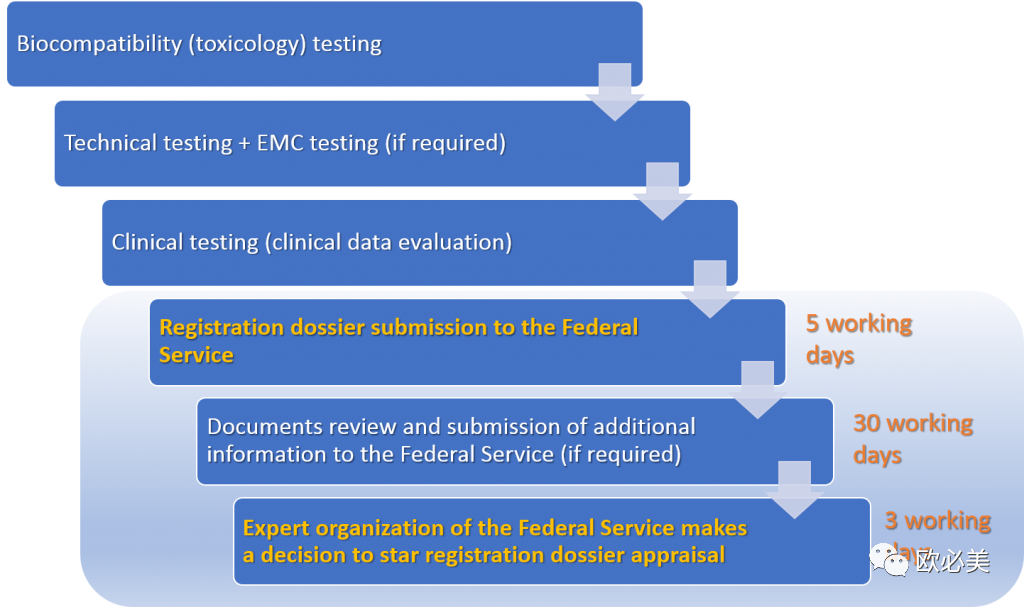 Biocompatibility (toxicology) testing
Technical testing + EMC testing (if required)
Clinical testing (clinical data evaluation)
Registration dossier submission to the Federal
Service
5 working
days
Documents review and submission of additional
information to the Federal Service (if required)
30 working
days
Expert organization of the Federal Service makes
a decision to star registration dossier appraisal
3 working
days
欧必美